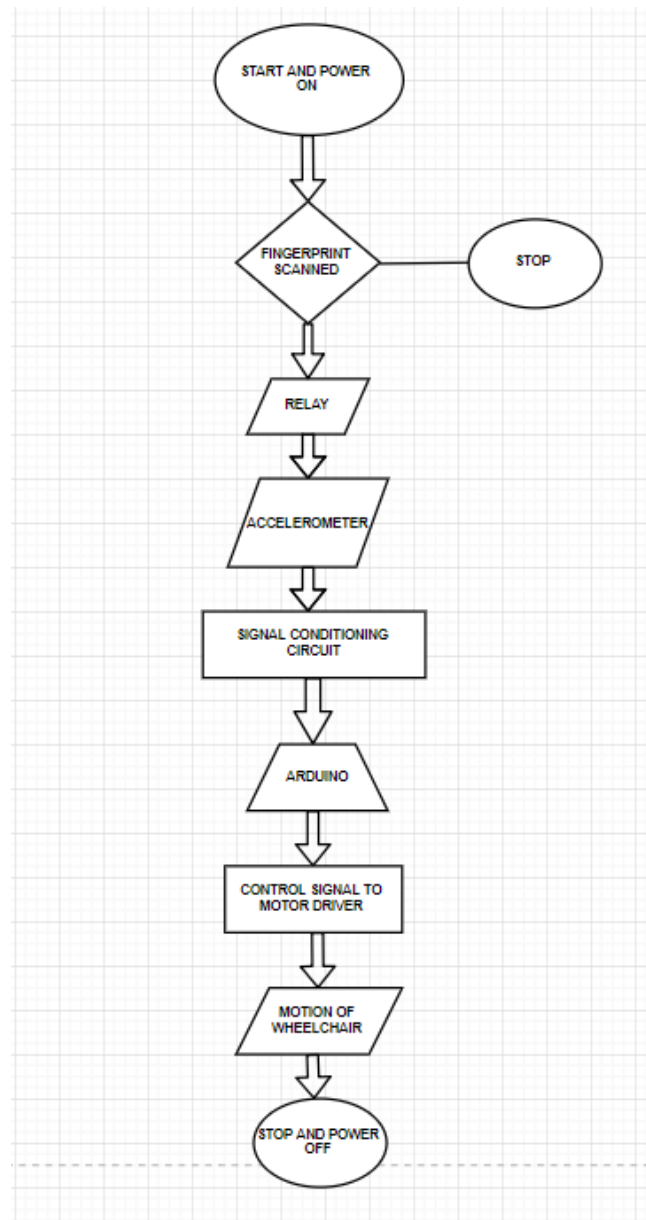 START AND POWER
ON
FINGERPRINT
SCANNED
STOP
RELAY
ACCELEROMETER
SIGNAL CONDITIONING
CIRCUIT
ARDUINO
CONTROL SIGNAL TO
MOTOR DRIVER
MOTION OF
WHEELCHAIR
STOP AND POWER
OFF